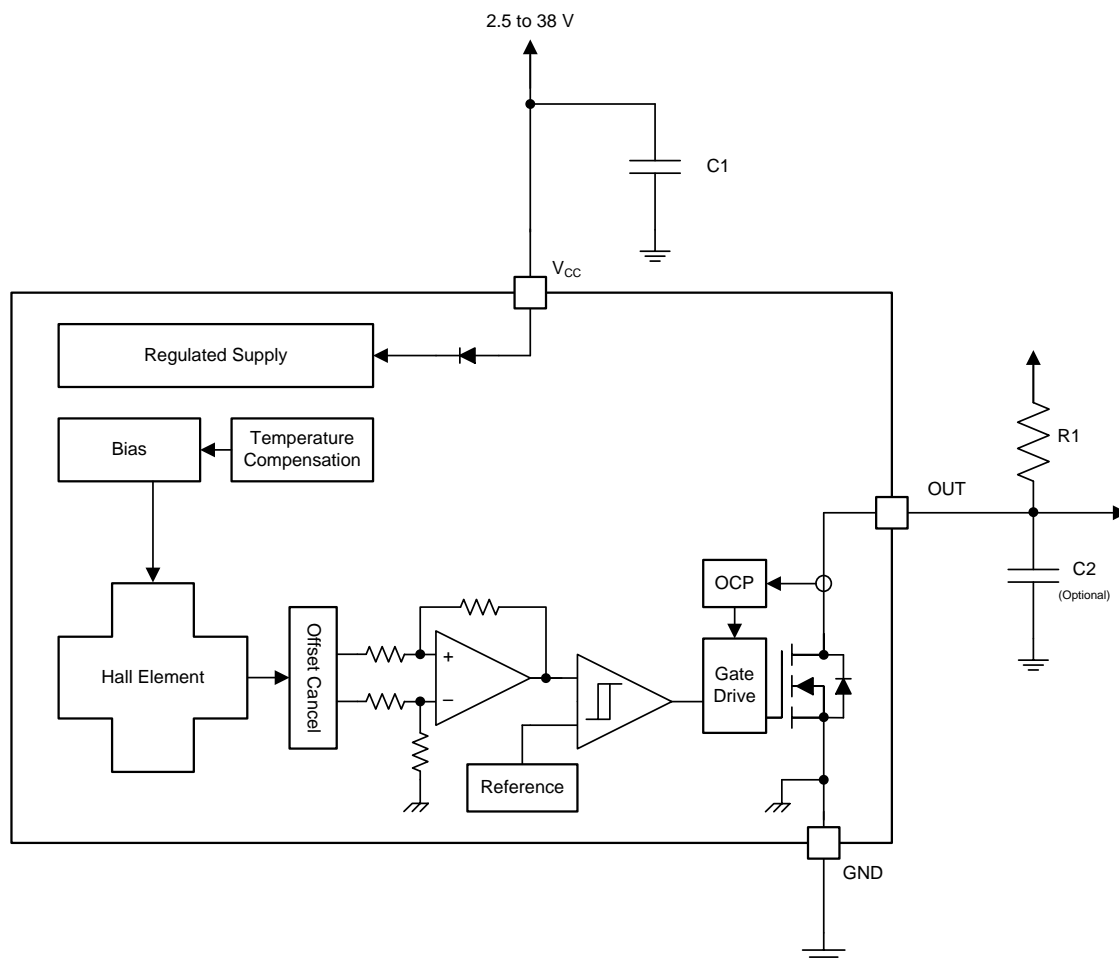 2.5 to 38 V
C1
VCC
Regulated Supply
Bias
Temperature
Compensation
R1
OUT
OCP
C2
(Optional)
Hall Element
Offset Cancel
+
–
Gate
Drive
Reference
GND